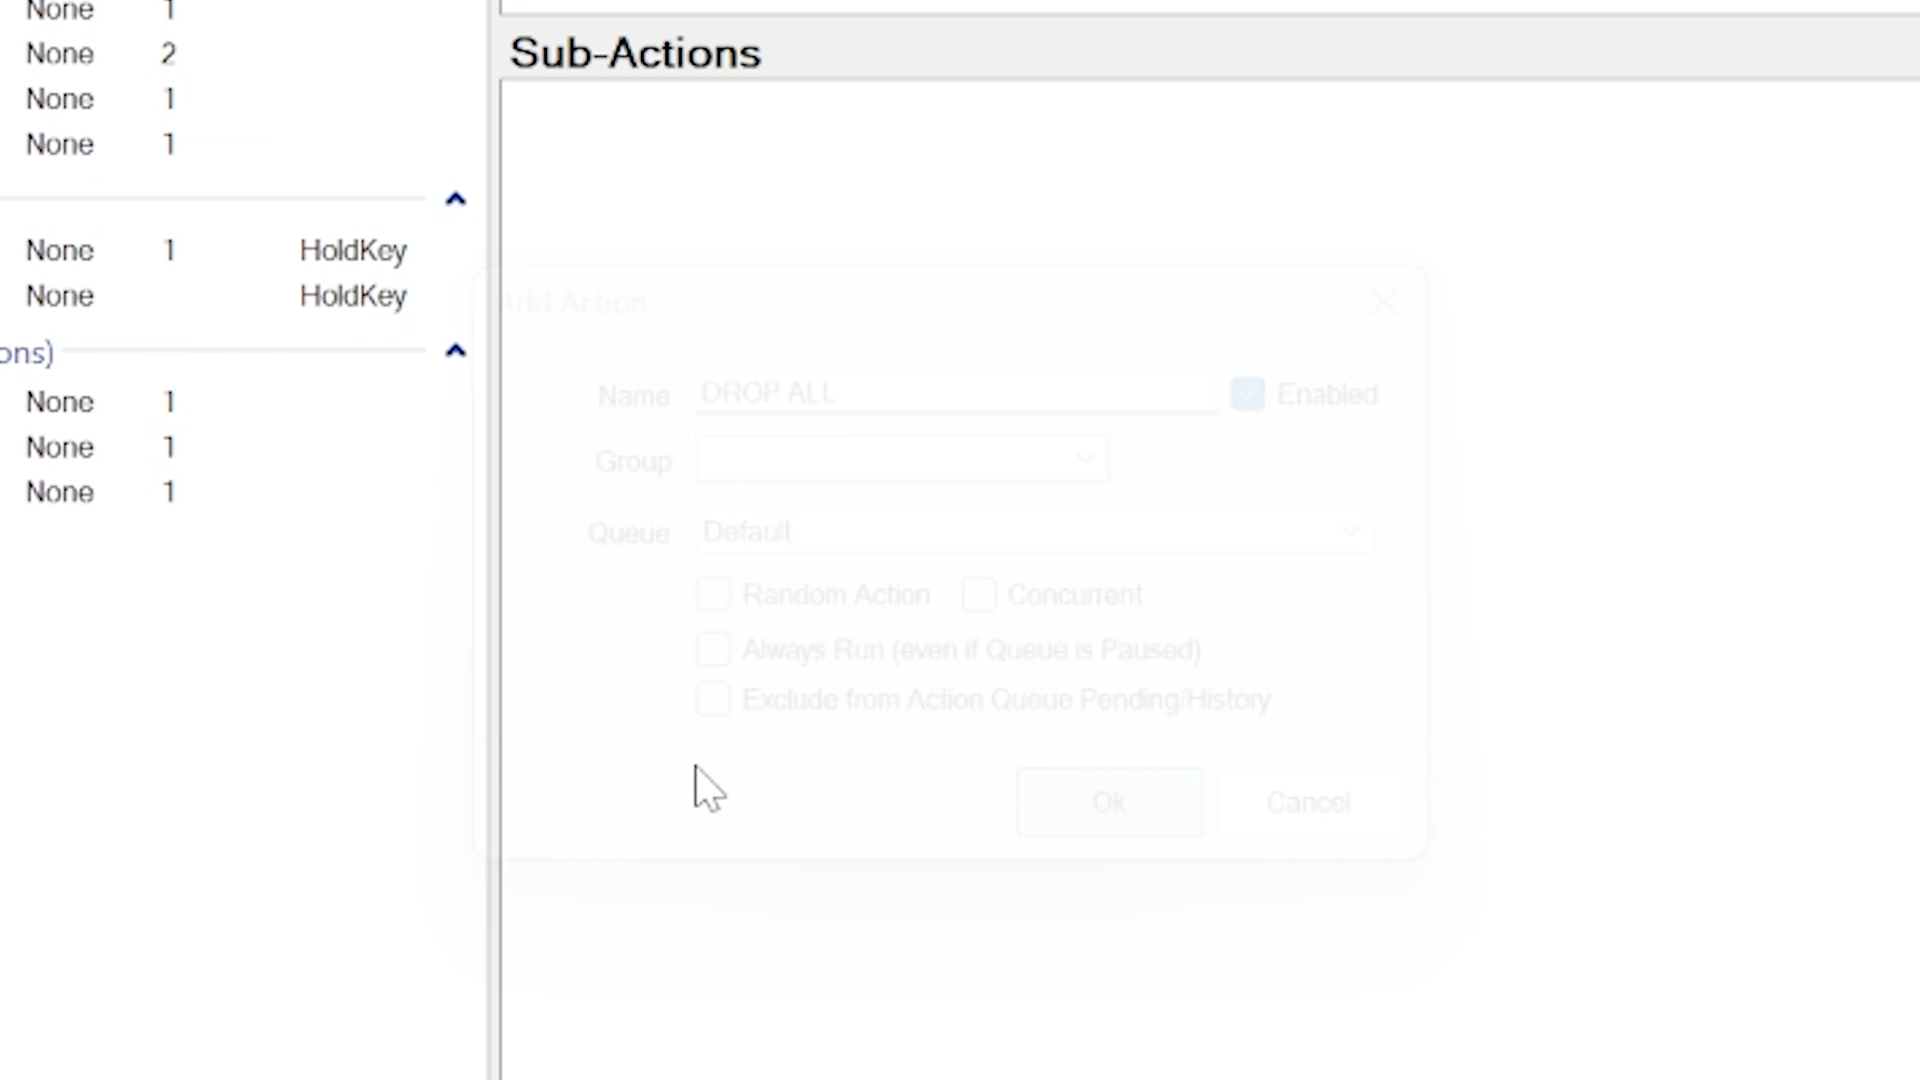 None 1
None 2
None 1
None 1
None 1 HoldKey
None HoldKey
ons)
None 1
None 1
None 1
Sub-Actions
Add Action
Name DROP ALL Enabled
Group
Queue Default
Random Action Concurrent
Always Run (even if Queue is Paused)
Exclude from Action Queue Pending/History
Ok Cancel